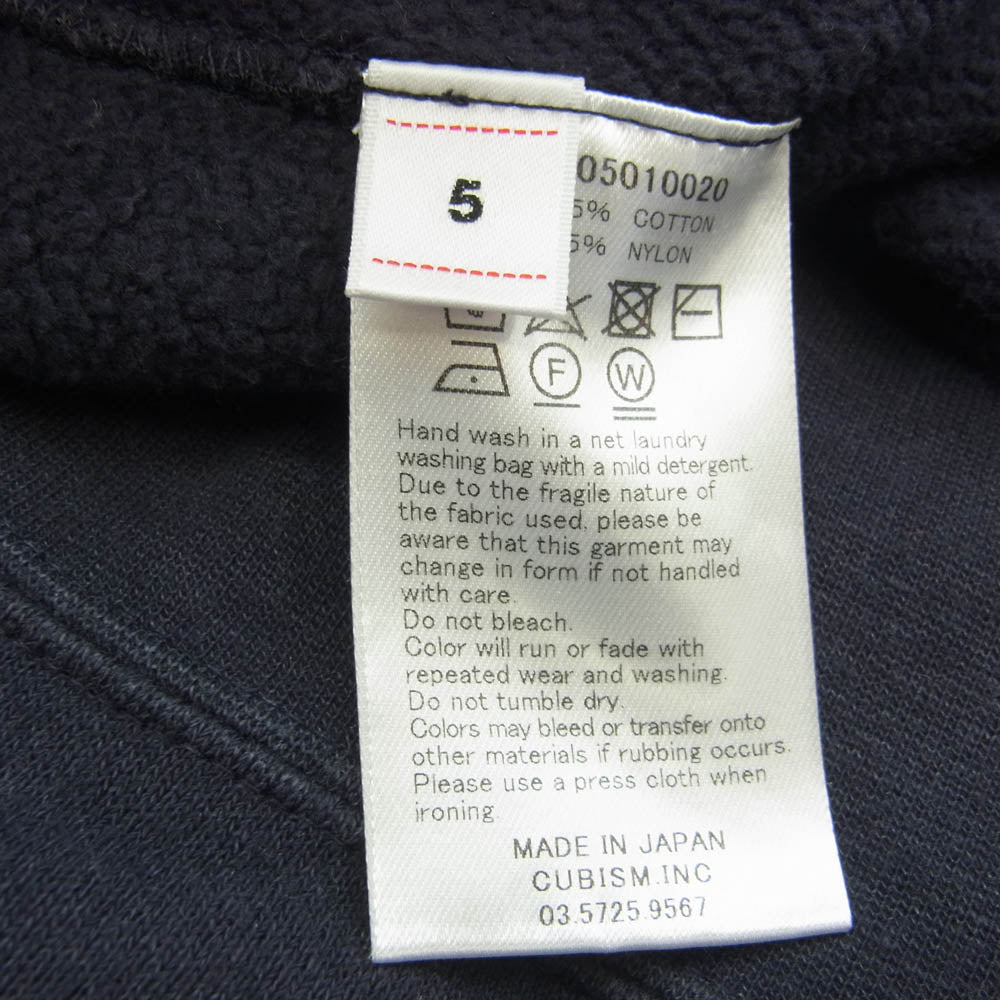 5
05010020
5% COTTON
5% NYLON
F W
Hand wash in a net laundry
washing bag with a mild detergent.
Due to the fragile nature of
the fabric used, please be
aware that this garment may
change in form if not handled
with care.
Do not bleach.
Color will run or fade with
repeated wear and washing.
Do not tumble dry.
Colors may bleed or transfer onto
other materials if rubbing occurs.
Please use a press cloth when
ironing.
MADE IN JAPAN
CUBISM.INC
03.5725.9567